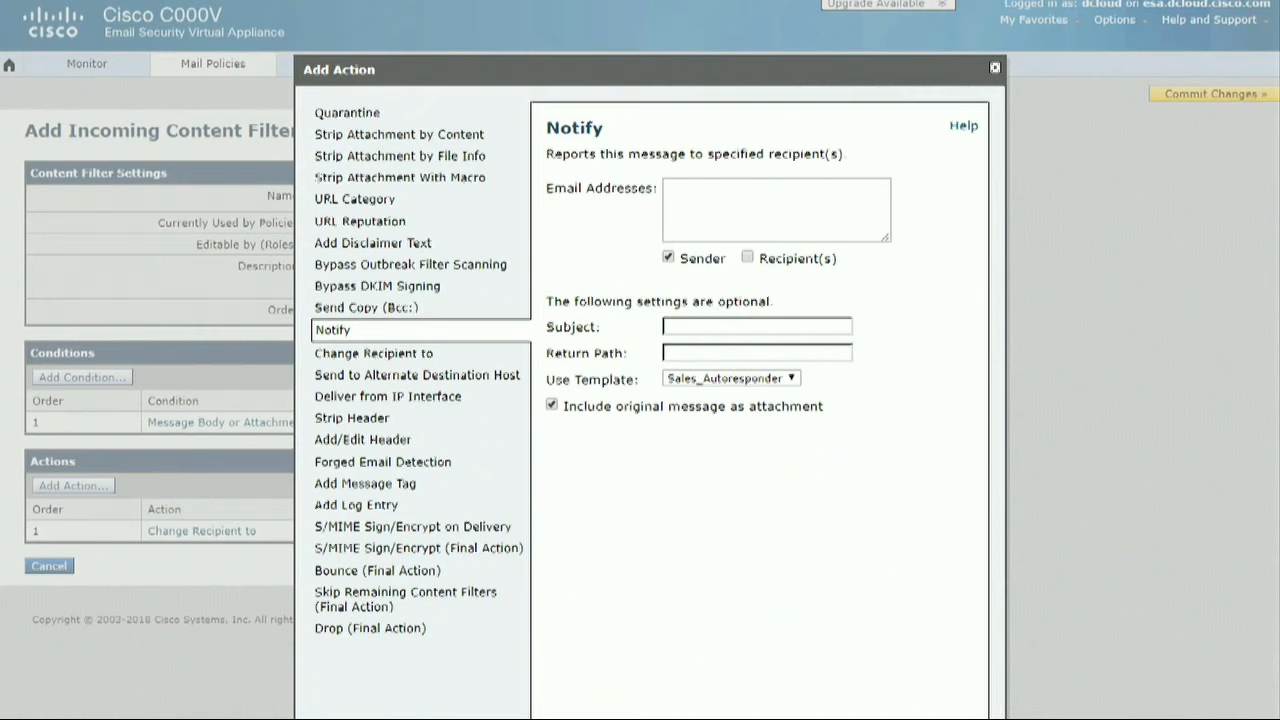 Upgrade Available
Logged in as: dcloud on esa.dcloud.cisco.com
CISCO
Cisco C000V
Email Security Virtual Appliance
My Favorites
Options
Help and Support
Monitor
Mail Policies
Commit Changes »
Add Incoming Content Filter
Content Filter Settings
Name
Currently Used by Policie
Editable by (Roles
Description
Order
Conditions
Add Condition...
Order
Condition
1
Message Body or Attachme
Actions
Add Action...
Order
Action
1
Change Recipient to
Cancel
Copyright © 2003-2018 Cisco Systems, Inc. All right
Add Action
Quarantine
Strip Attachment by Content
Strip Attachment by File Info
Strip Attachment With Macro
URL Category
URL Reputation
Add Disclaimer Text
Bypass Outbreak Filter Scanning
Bypass DKIM Signing
Send Copy (Bcc:)
Notify
Change Recipient to
Send to Alternate Destination Host
Deliver from IP Interface
Strip Header
Add/Edit Header
Forged Email Detection
Add Message Tag
Add Log Entry
S/MIME Sign/Encrypt on Delivery
S/MIME Sign/Encrypt (Final Action)
Bounce (Final Action)
Skip Remaining Content Filters
(Final Action)
Drop (Final Action)
Notify
Help
Reports this message to specified recipient(s).
Email Addresses:
Sender
Recipient(s)
The following settings are optional.
Subject:
Return Path:
Use Template:
Sales_Autoresponder
Include original message as attachment